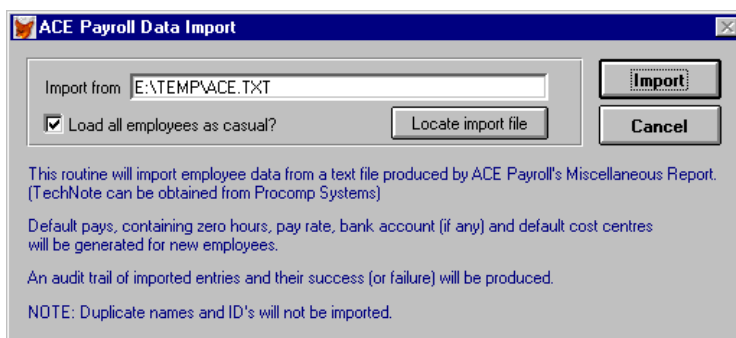 ACE Payroll Data Import
Import from E:\TEMP\ACE.TXT
Import
Load all employees as casual?
Locate import file
Cancel
This routine will import employee data from a text file produced by ACE Payroll's Miscellaneous Report.
(TechNote can be obtained from Procomp Systems)
Default pays, containing zero hours, pay rate, bank account (if any) and default cost centres
will be generated for new employees.
An audit trail of imported entries and their success (or failure) will be produced.
NOTE: Duplicate names and ID's will not be imported.